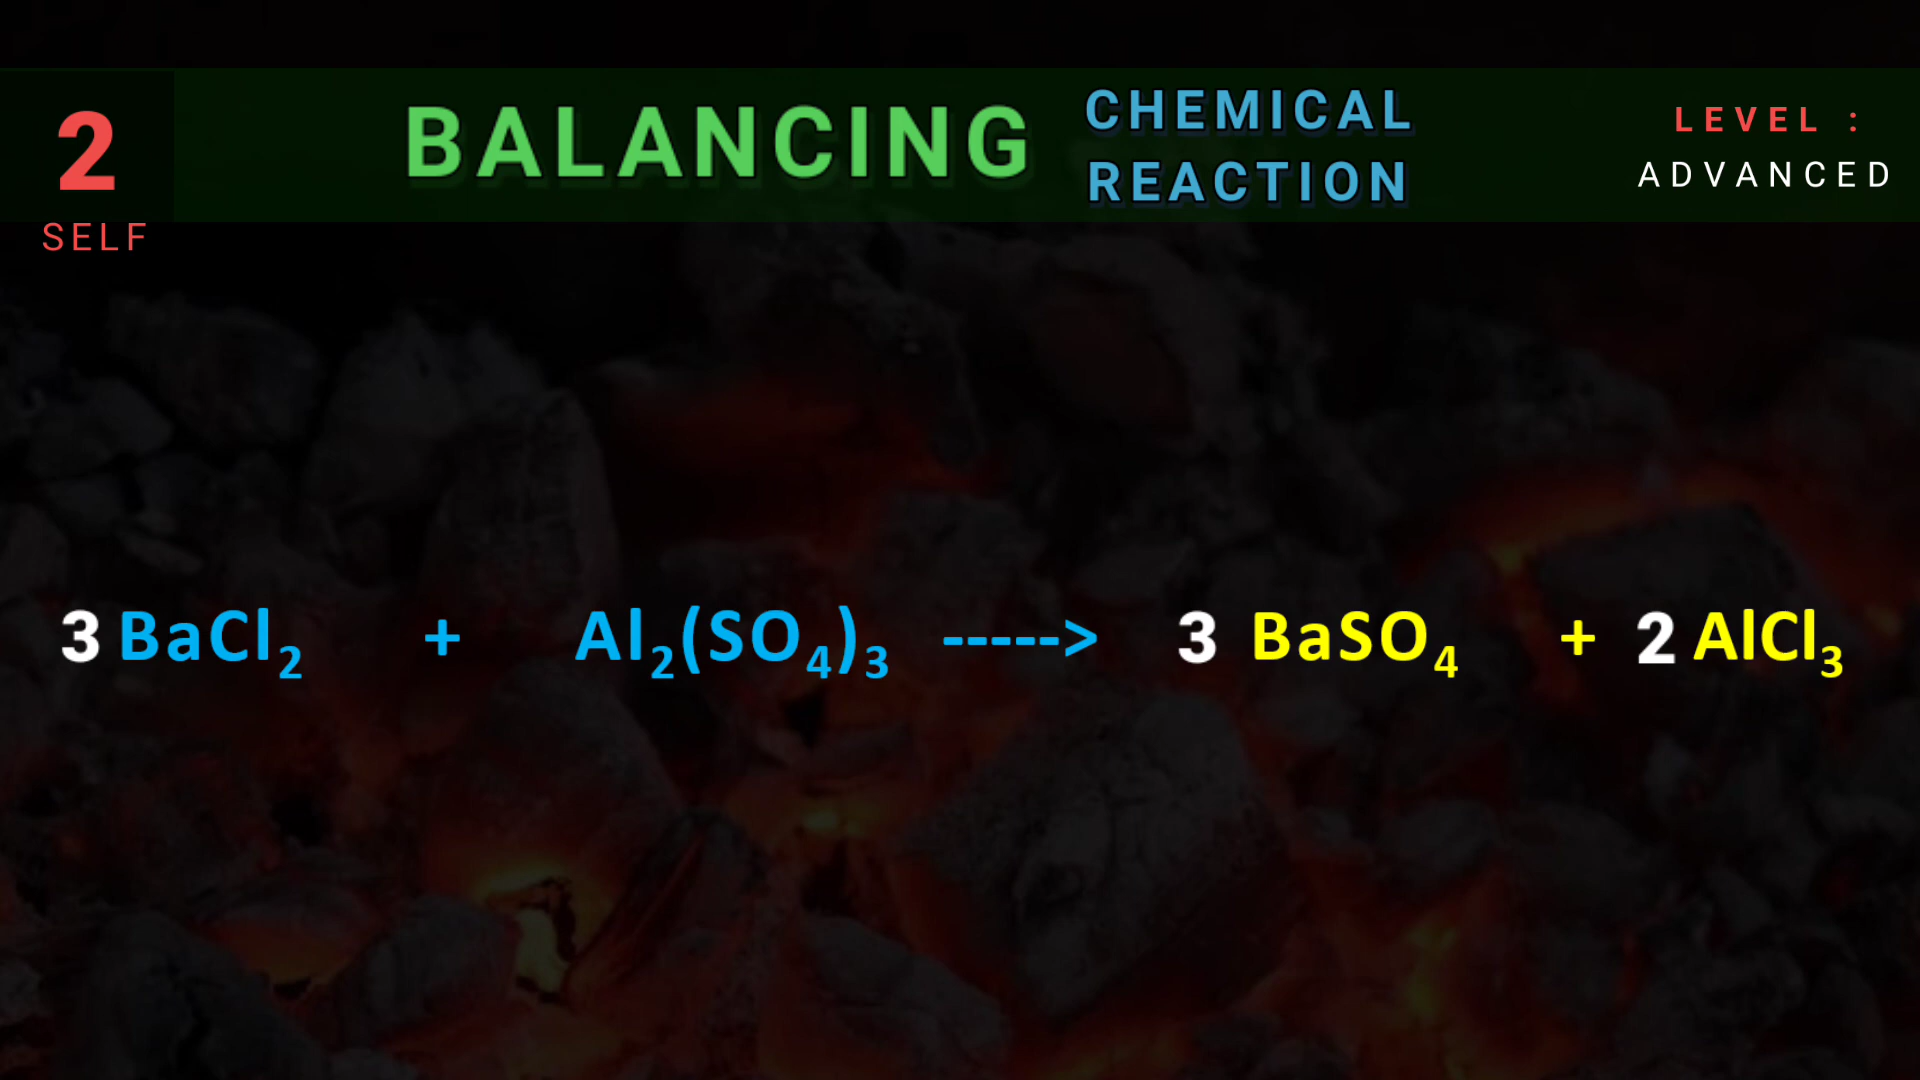 2
SELF
BALANCING
CHEMICAL
REACTION
LEVEL :
ADVANCED
3 BaCl₂ + Al₂(SO₄)₃ -----> 3 BaSO₄ + 2 AlCl₃